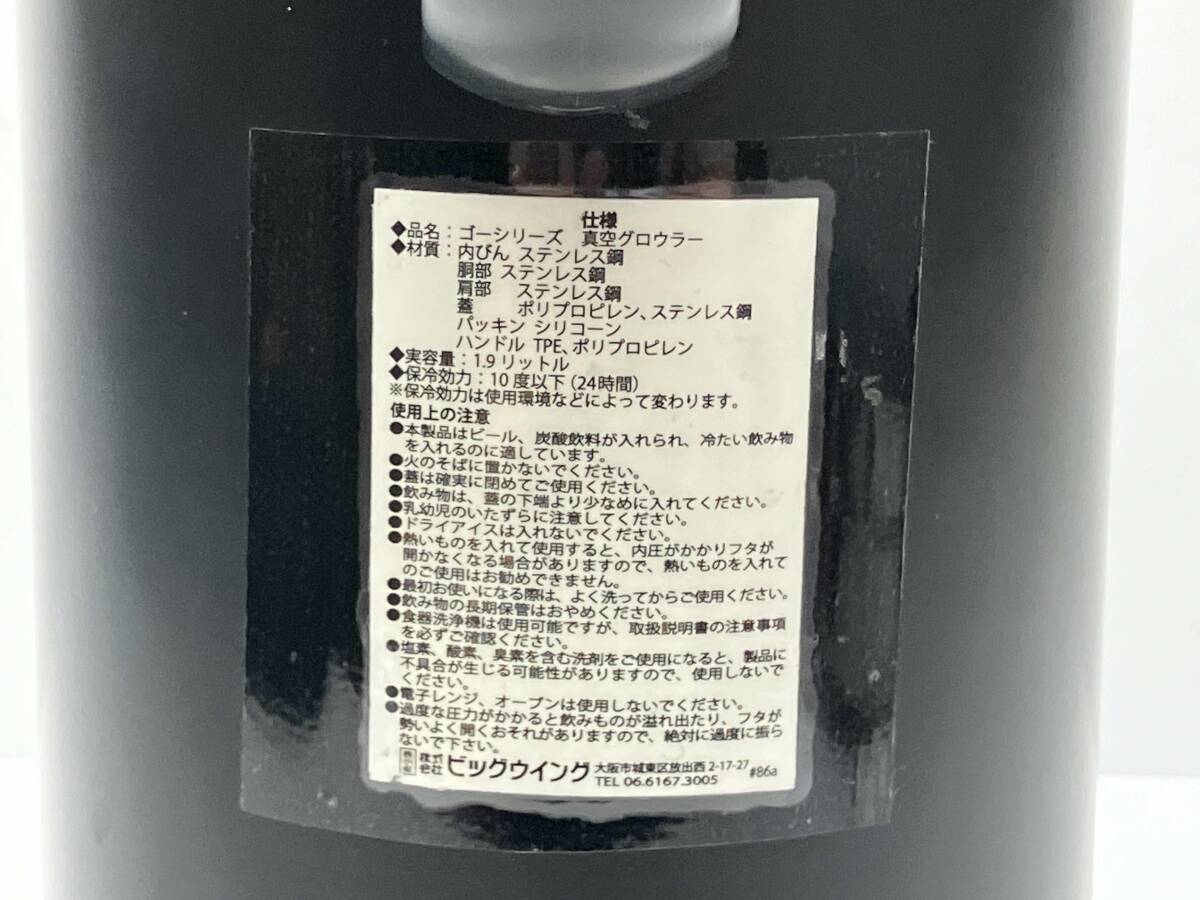 仕様
◆品名：ゴーシリーズ 真空グロウラー
◆材質：内びん ステンレス鋼
胴部 ステンレス鋼
肩部 ステンレス鋼
蓋 ポリプロピレン、ステンレス鋼
パッキン シリコーン
ハンドル TPE、ポリプロピレン
◆実容量：1.9リットル
◆保冷効力：10度以下（24時間）
※保冷効力は使用環境などによって変わります。
使用上の注意
●本製品はビール、炭酸飲料が入れられ、冷たい飲み物
を入れるのに適しています。
●火のそばに置かないでください。
●蓋は確実に閉めてご使用ください。
●飲み物は、蓋の下端より少なめに入れてください。
●乳幼児のいたずらに注意してください。
●ドライアイスは入れないでください。
●熱いものを入れて使用すると、内圧がかかりフタが
開かなくなる場合がありますので、熱いものを入れて
のご使用はお勧めできません。
●最初お使いになる際は、よく洗ってからご使用ください。
●飲み物の長期保管はおやめください。
●食器洗浄機は使用可能ですが、取扱説明書の注意事項
を必ずご確認ください。
●塩素、酸素、臭素を含む洗剤をご使用になると、製品に
不具合が生じる可能性がありますので、使用しないで
ください。
●電子レンジ、オーブンは使用しないでください。
●過度な圧力がかかると飲みものが溢れ出たり、フタが
勢いよく開くおそれがありますので、絶対に過度に振ら
ないで下さい。
株式会社 ビッグウイング 大阪市城東区放出西2-17-27
TEL 06.6167.3005 #86a